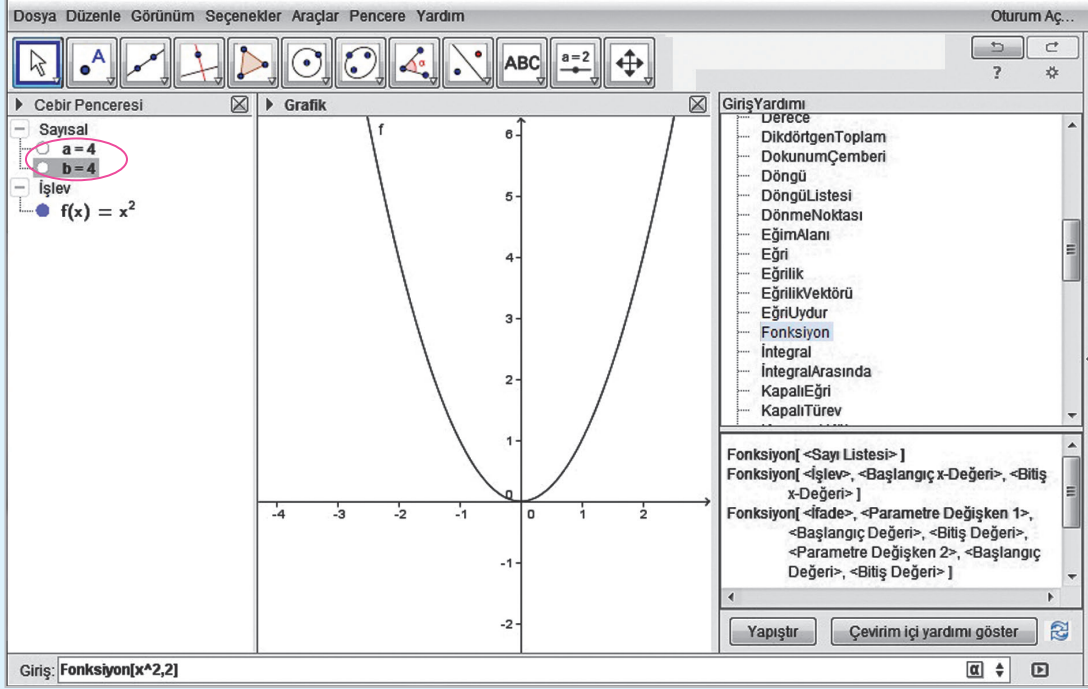 Dosya Düzenle Görünüm Seçenekler Araçlar Pencere Yardım
Oturum Aç...
A
α
ABC
a=2
?
Cebir Penceresi
Sayısal
a = 4
b = 4
İşlev
f(x) = x²
Grafik
f
6
5
4
3
2
1
0
-4 -3 -2 -1 0 1 2
-1
-2
GirişYardımı
Derece
DikdörtgenToplam
DokunumÇemberi
Döngü
DöngüListesi
DönmeNoktası
EğimAlanı
Eğri
Eğrilik
EğrilikVektörü
EğriUydur
Fonksiyon
İntegral
İntegralArasında
KapalıEğri
KapalıTürev
Fonksiyon[ <Sayı Listesi> ]
Fonksiyon[ <İşlev>, <Başlangıç x-Değeri>, <Bitiş
x-Değeri> ]
Fonksiyon[ <İfade>, <Parametre Değişken 1>,
<Başlangıç Değeri>, <Bitiş Değeri>,
<Parametre Değişken 2>, <Başlangıç
Değeri>, <Bitiş Değeri> ]
Yapıştır
Çevirim içi yardımı göster
Giriş: Fonksiyon[x^2,2]
α